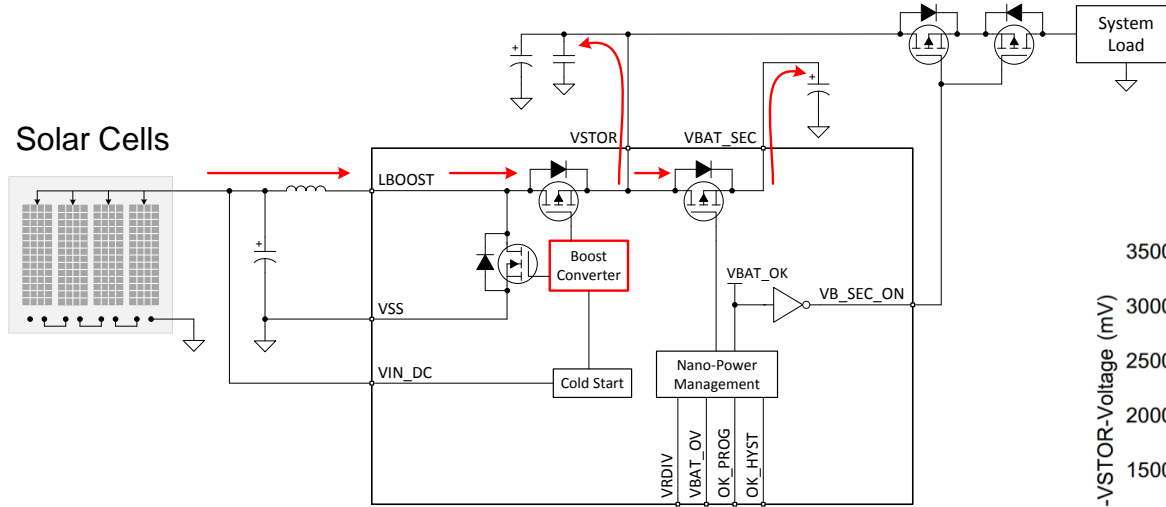 System
Load
Solar Cells
VSTOR
VBAT_SEC
LBOOST
Boost
Converter
VBAT_OK
VB_SEC_ON
VSS
Nano-Power
Management
VIN_DC
Cold Start
VRDIV
VBAT_OV
OK_PROG
OK_HYST
3500
3000
2500
2000
1500
-VSTOR-Voltage (mV)
+
+
+